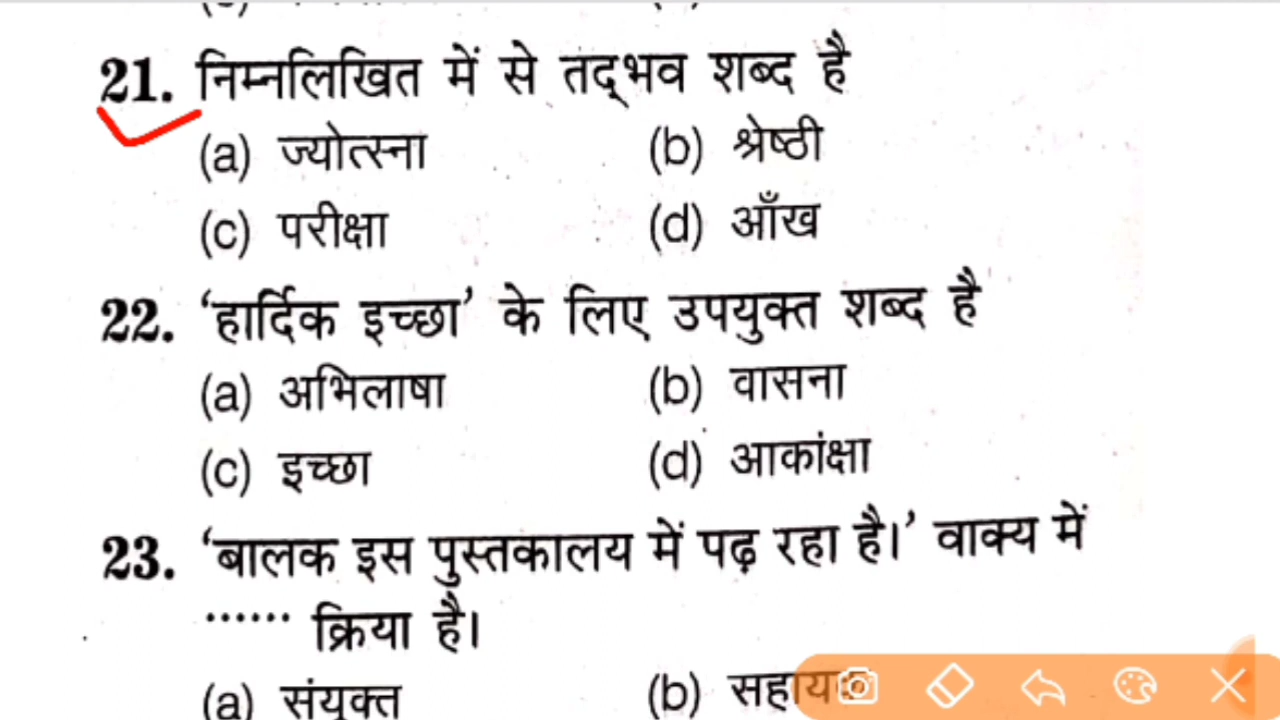 21. निम्नलिखित में से तद्भव शब्द है
(a) ज्योत्स्ना (b) श्रेष्ठी
(c) परीक्षा (d) आँख
22. ‘हार्दिक इच्छा’ के लिए उपयुक्त शब्द है
(a) अभिलाषा (b) वासना
(c) इच्छा (d) आकांक्षा
23. ‘बालक इस पुस्तकालय में पढ़ रहा है।’ वाक्य में
...... क्रिया है।
(a) संयुक्त (b) सहायक